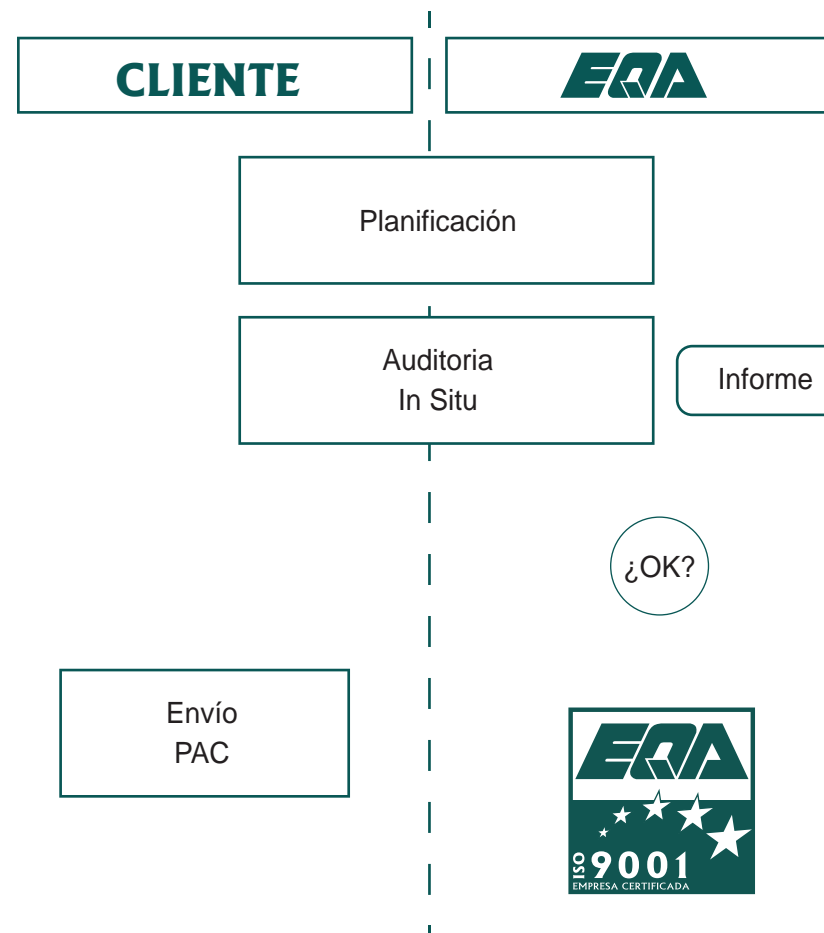 CLIENTE
EQA
Planificación
Auditoria
In Situ
Informe
¿OK?
Envío
PAC
EQA
ISO 9001
EMPRESA CERTIFICADA